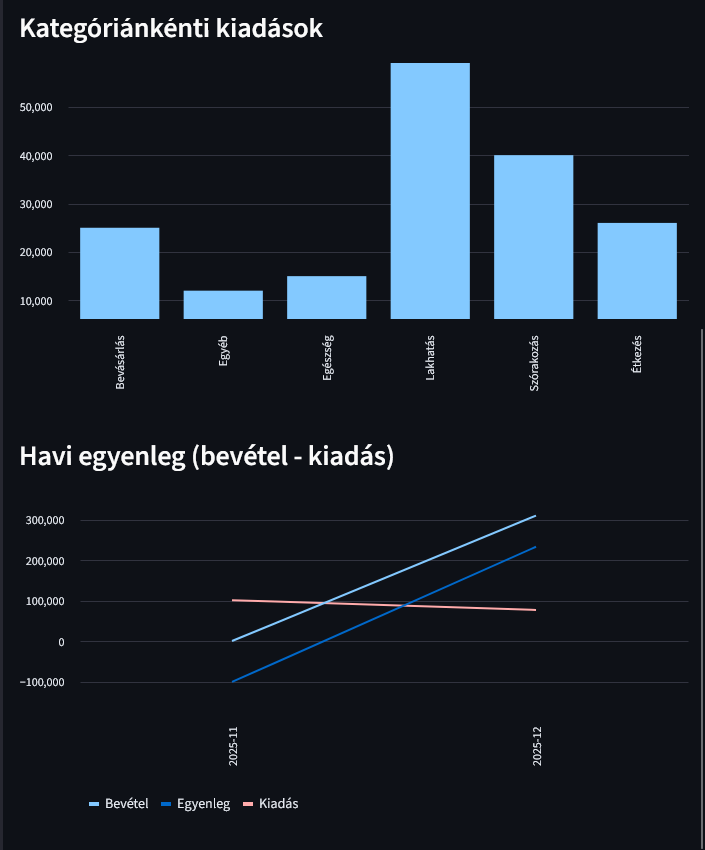 Kategóriánkénti kiadások
50,000
40,000
30,000
20,000
10,000
Bevásárlás
Egyéb
Egészség
Lakhatás
Szórakozás
Étkezés
Havi egyenleg (bevétel - kiadás)
300,000
200,000
100,000
0
−100,000
2025-11
2025-12
Bevétel Egyenleg Kiadás